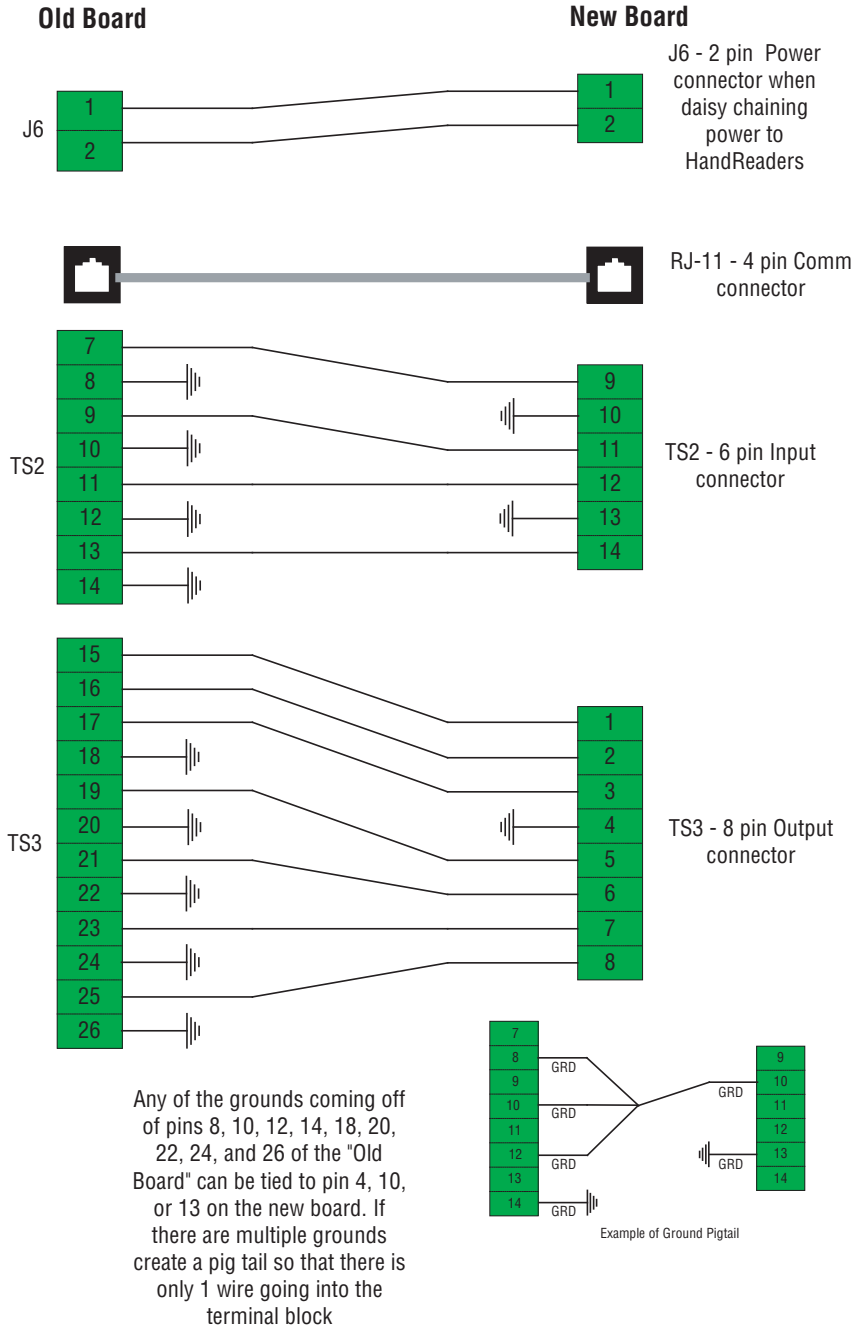 Old Board
New Board
J6
1
2
1
2
J6 - 2 pin  Power
connector when
daisy chaining
power to
HandReaders
RJ-11 - 4 pin Comm
connector
TS2
7
8
9
10
11
12
13
14
9
10
11
12
13
14
TS2 - 6 pin Input
connector
TS3
15
16
17
18
19
20
21
22
23
24
25
26
1
2
3
4
5
6
7
8
TS3 - 8 pin Output
connector
Any of the grounds coming off
of pins 8, 10, 12, 14, 18, 20,
22, 24, and 26 of the "Old
Board" can be tied to pin 4, 10,
or 13 on the new board. If
there are multiple grounds
create a pig tail so that there is
only 1 wire going into the
terminal block
7
8
9
10
11
12
13
14
GRD
GRD
GRD
GRD
GRD
GRD
9
10
11
12
13
14
Example of Ground Pigtail